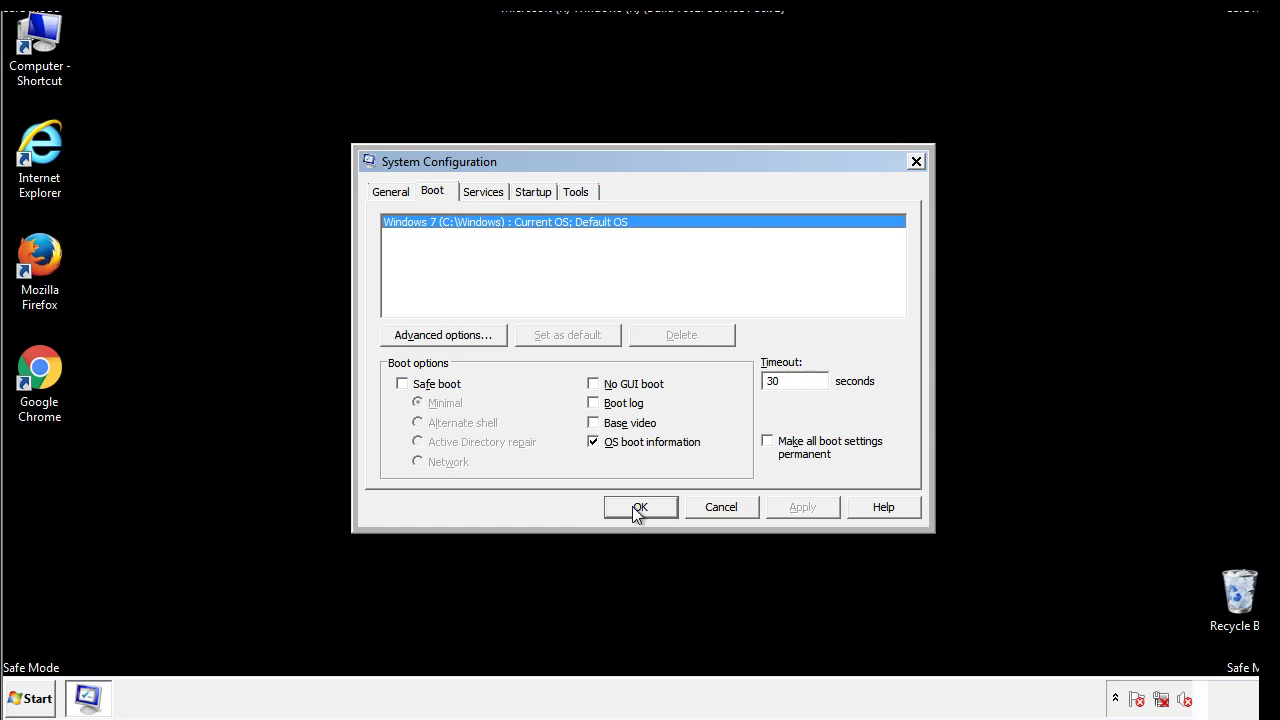 Computer -
Shortcut
Internet
Explorer
Mozilla
Firefox
Google
Chrome
System Configuration
General
Boot
Services
Startup
Tools
Windows 7 (C:\Windows) : Current OS; Default OS
Advanced options...
Set as default
Delete
Boot options
Safe boot
Minimal
Alternate shell
Active Directory repair
Network
No GUI boot
Boot log
Base video
OS boot information
Timeout:
30 seconds
Make all boot settings
permanent
OK
Cancel
Apply
Help
Recycle B
Safe Mode
Safe M
Start